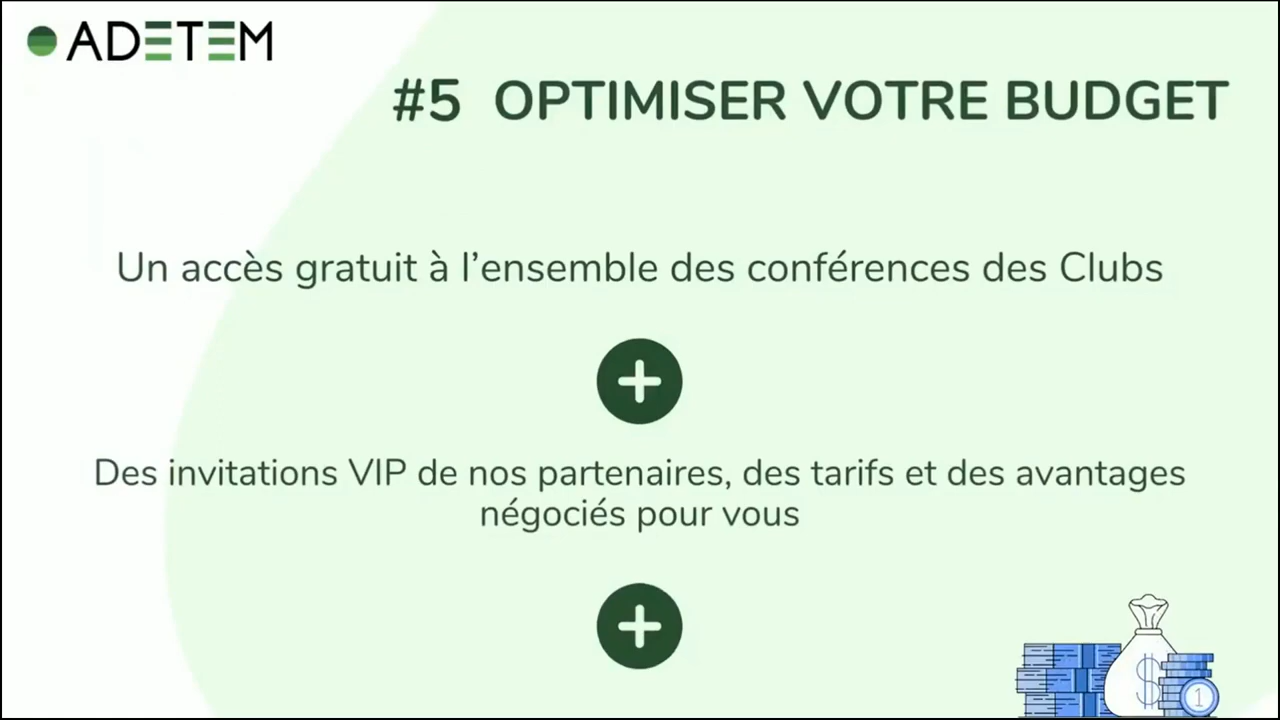 ADETEM
#5 OPTIMISER VOTRE BUDGET
Un accès gratuit à l'ensemble des conférences des Clubs
+
Des invitations VIP de nos partenaires, des tarifs et des avantages
négociés pour vous
+
$
1